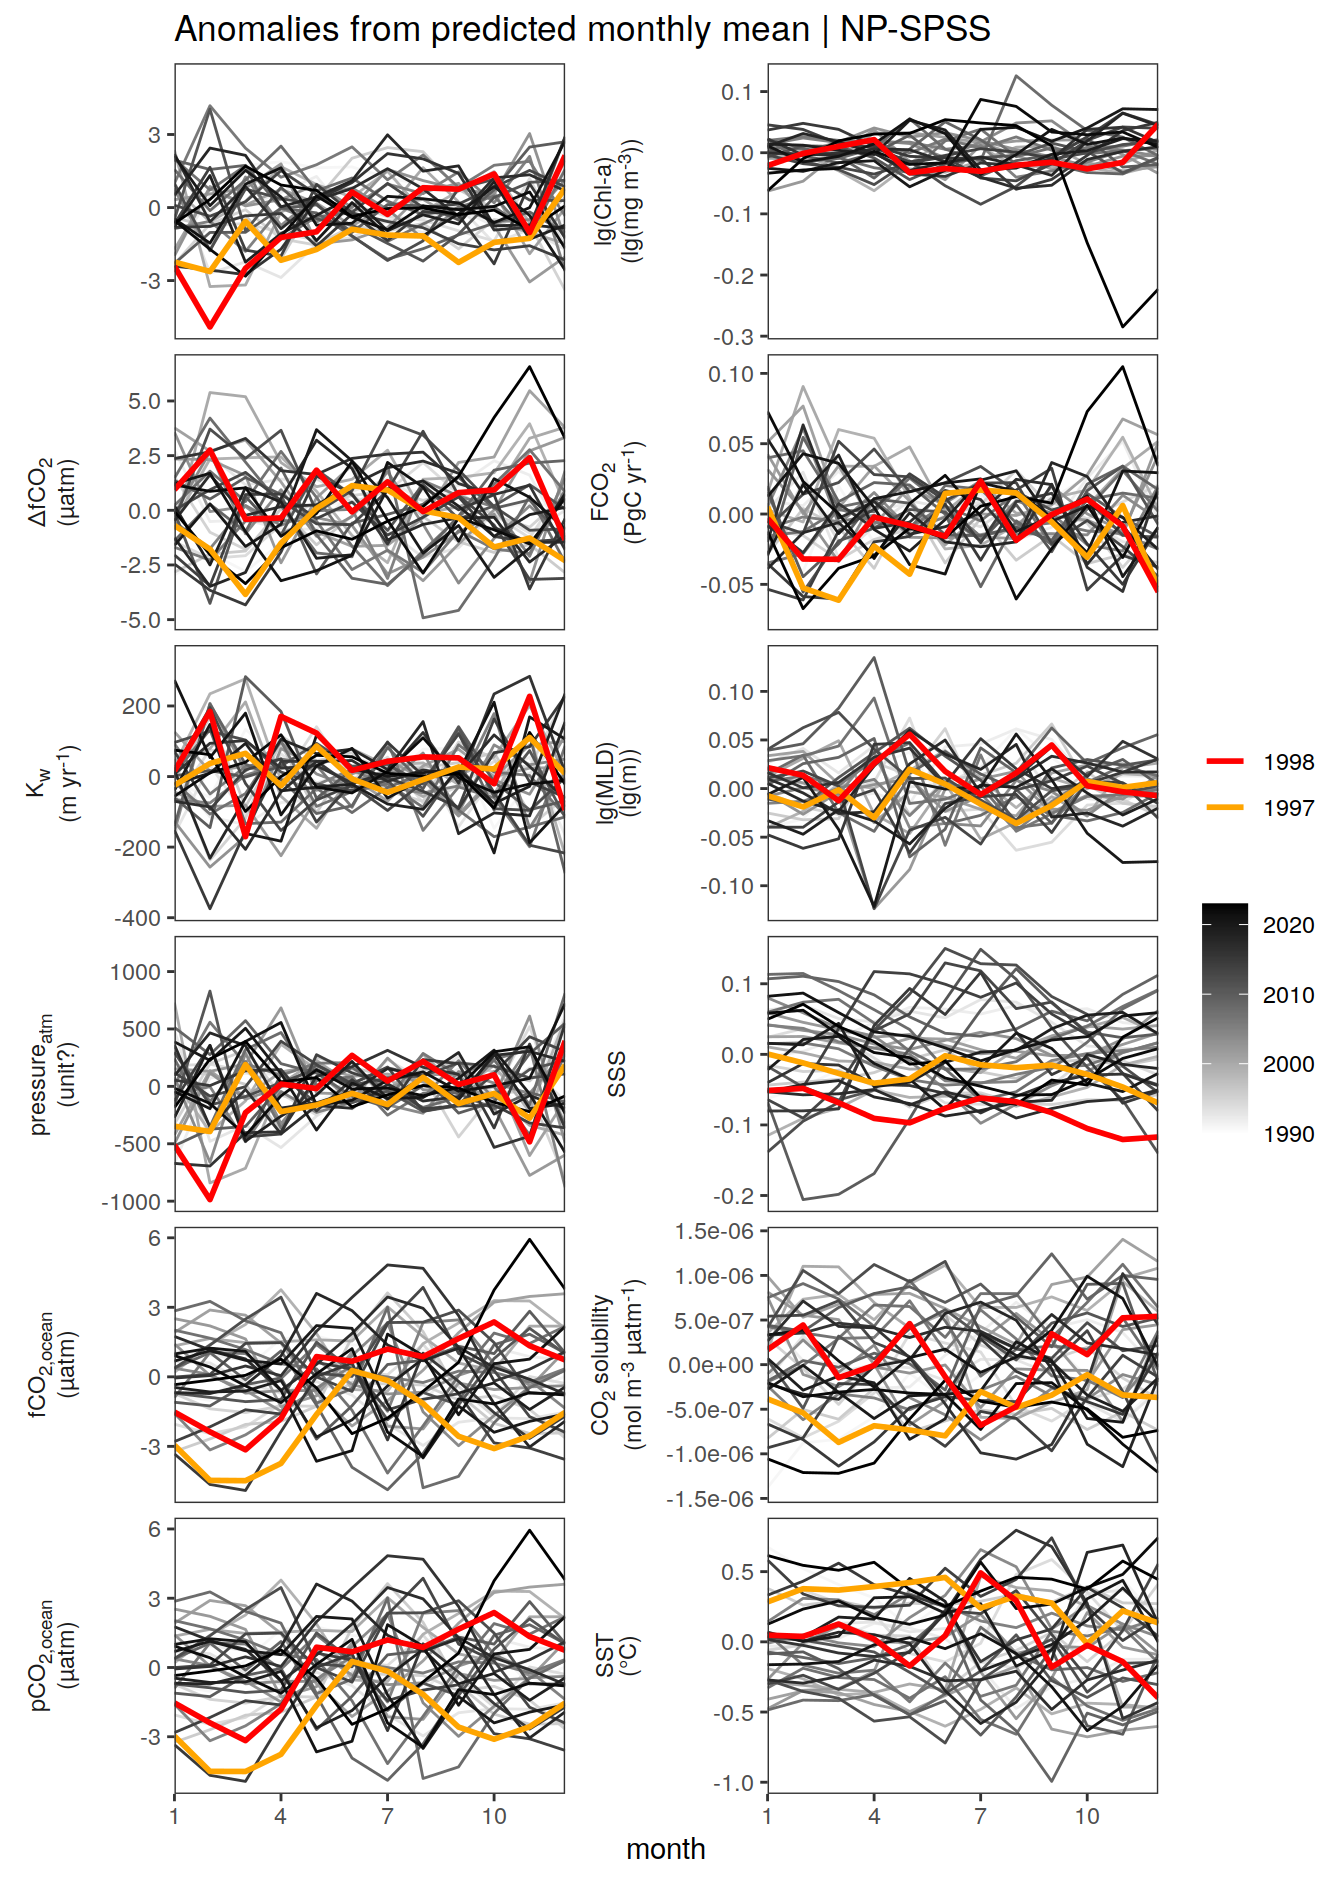 Anomalies from predicted monthly mean | NP-SPSS
3
0
-3
0.1
0.0
-0.1
-0.2
-0.3
lg(Chl-a)
(lg(mg m⁻³))
5.0
2.5
0.0
-2.5
-5.0
ΔfCO₂
(µatm)
0.10
0.05
0.00
-0.05
FCO₂
(PgC yr⁻¹)
200
0
-200
-400
Kw
(m yr⁻¹)
0.10
0.05
0.00
-0.05
-0.10
lg(MLD)
(lg(m))
1000
500
0
-500
-1000
pressureatm
(unit?)
0.1
0.0
-0.1
-0.2
SSS
6
3
0
-3
fCO₂,ocean
(µatm)
1.5e-06
1.0e-06
5.0e-07
0.0e+00
-5.0e-07
-1.0e-06
-1.5e-06
CO₂ solubility
(mol m⁻³ µatm⁻¹)
6
3
0
-3
pCO₂,ocean
(µatm)
0.5
0.0
-0.5
-1.0
SST
(°C)
1 4 7 10
1 4 7 10
month
1998
1997
2020
2010
2000
1990